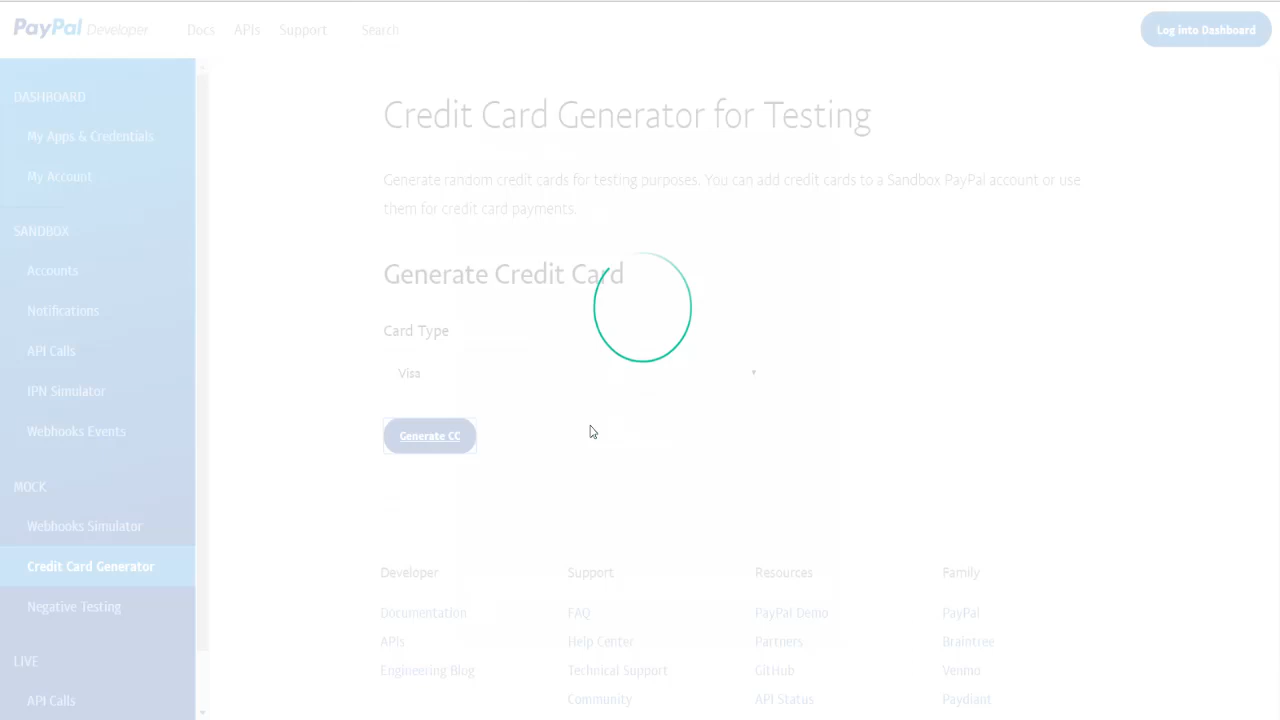 PayPal Developer
Docs APIs Support Search
Log into Dashboard
DASHBOARD
My Apps & Credentials
My Account
SANDBOX
Accounts
Notifications
API Calls
IPN Simulator
Webhooks Events
MOCK
Webhooks Simulator
Credit Card Generator
Negative Testing
LIVE
API Calls
Credit Card Generator for Testing
Generate random credit cards for testing purposes. You can add credit cards to a Sandbox PayPal account or use
them for credit card payments.
Generate Credit Card
Card Type
Visa
Generate CC
Developer
Documentation
APIs
Engineering Blog
Support
FAQ
Help Center
Technical Support
Community
Resources
PayPal Demo
Partners
GitHub
API Status
Family
PayPal
Braintree
Venmo
Paydiant